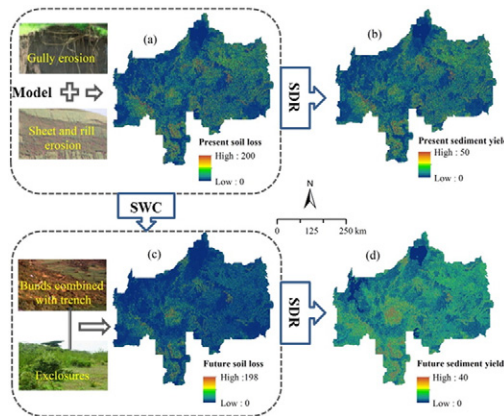 (a)
(b)
Gully erosion
Model
SDR
Sheet and rill
erosion
Present soil loss
High : 200
Low : 0
Present sediment yield
High : 50
Low : 0
SWC
N
0 125 250 km
(c)
(d)
Bunds combined
with trench
SDR
Exclosures
Future soil loss
High :198
Low : 0
Future sediment yield
High : 40
Low : 0